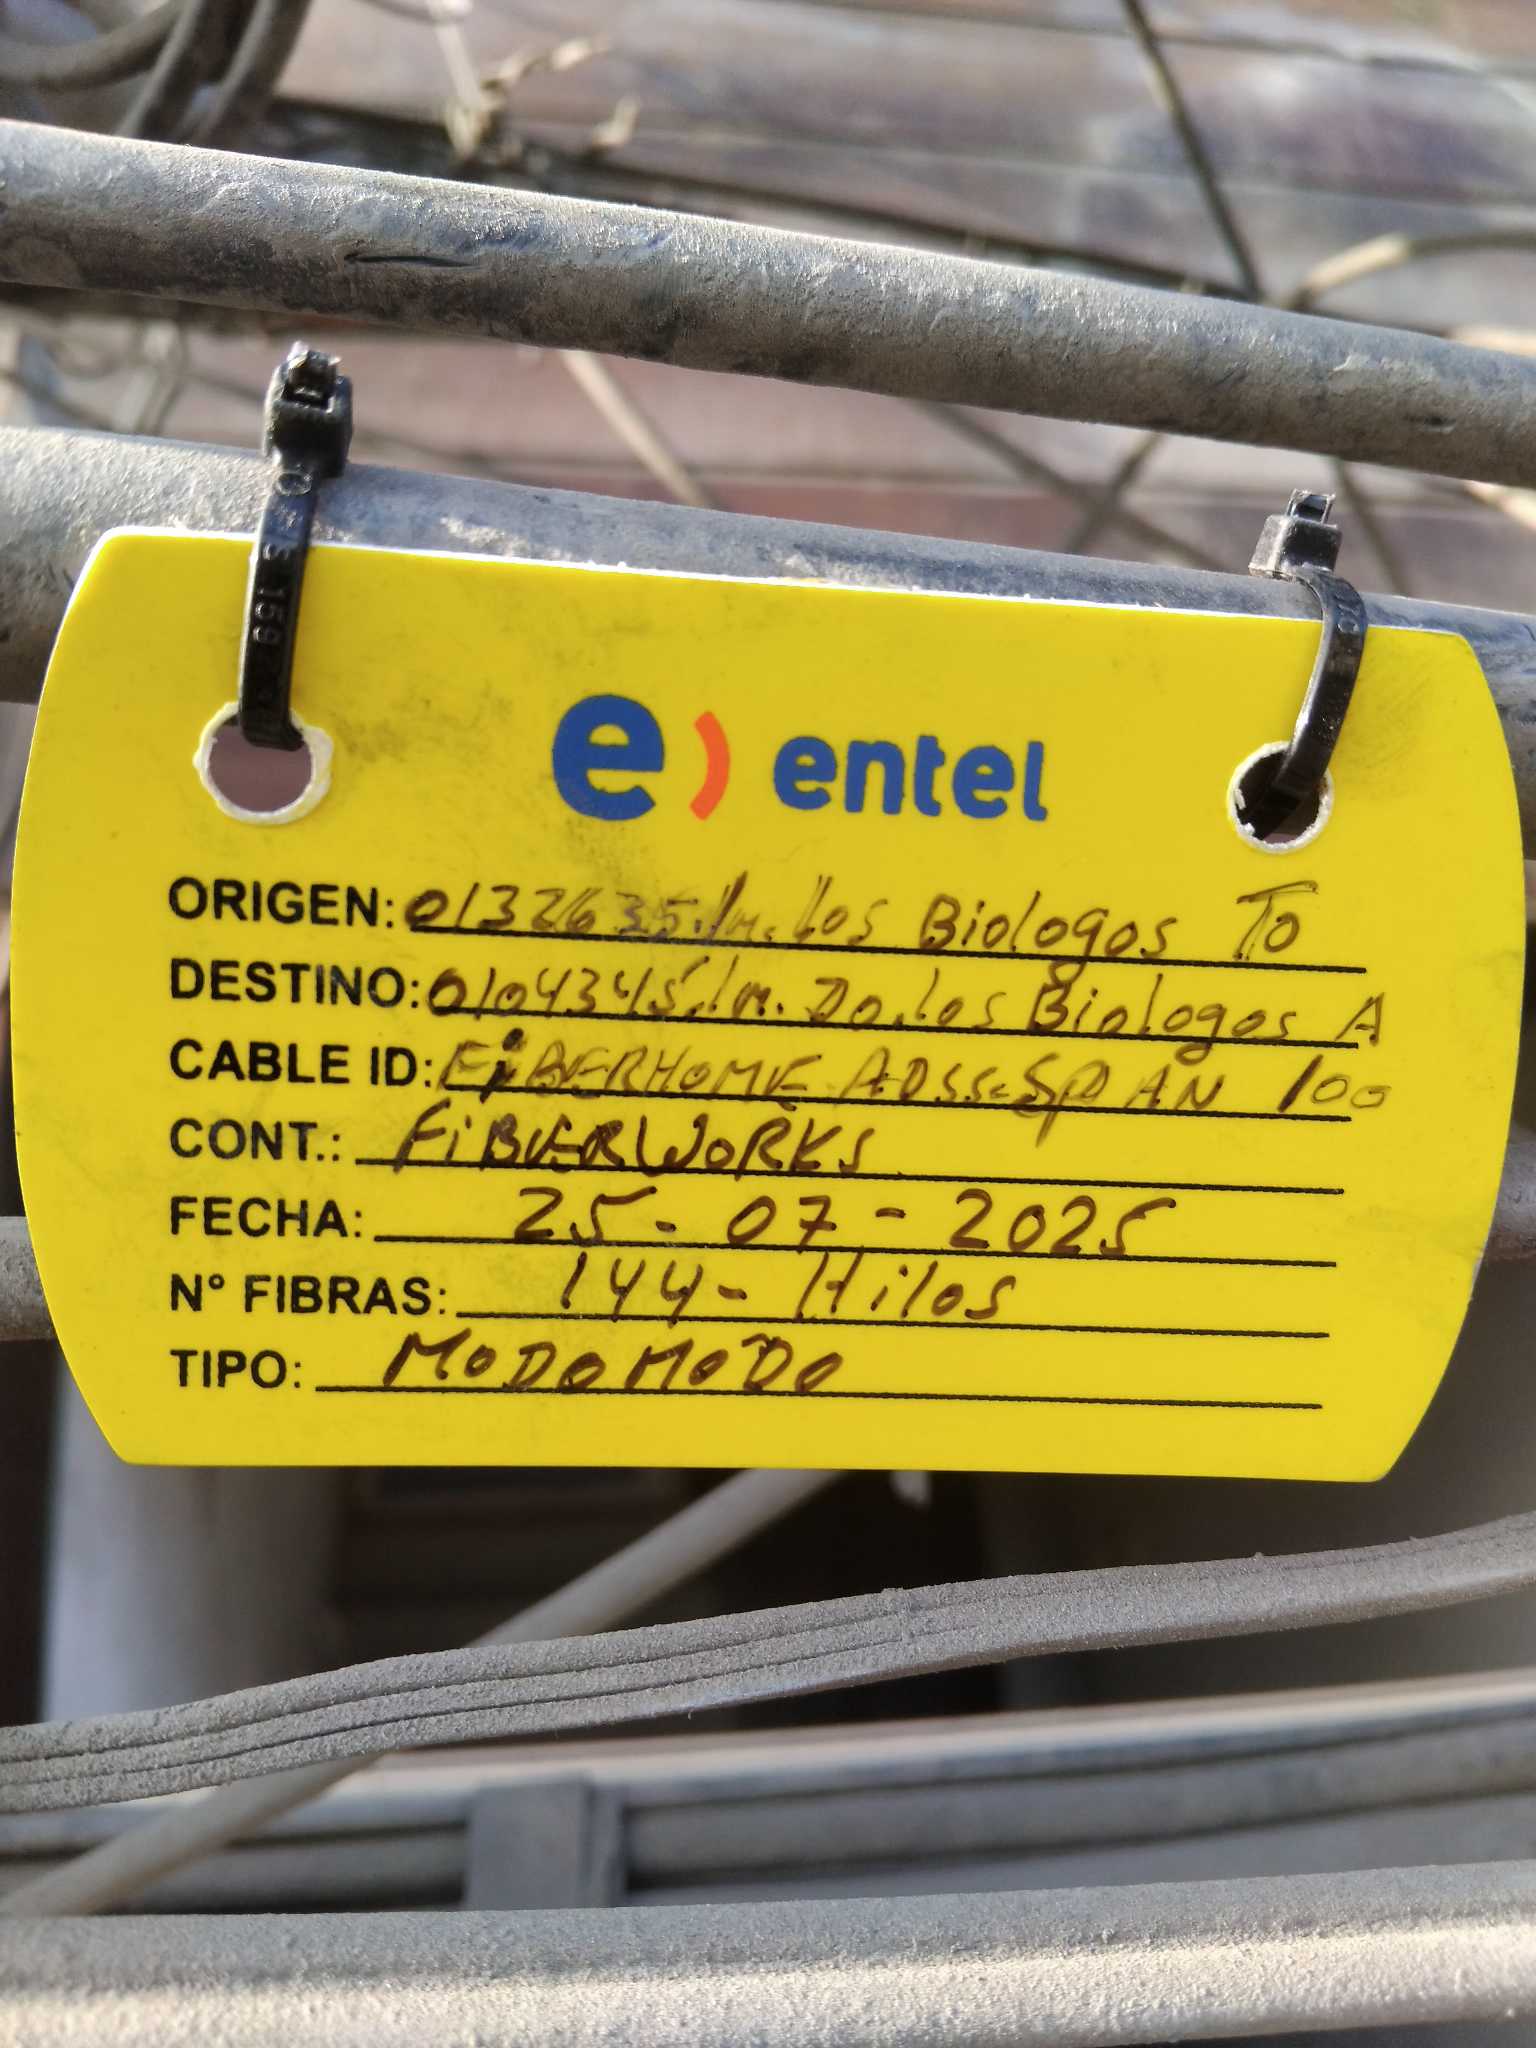 e) entel
ORIGEN: 0132635.lm.los Biologos To
DESTINO: 0104345.lm.Do.los Biologos A
CABLE ID: FiBERHOME ADSS-SPAN 100
CONT.: FiBERWORKS
FECHA: 25-07-2025
N° FIBRAS: 144-Hilos
TIPO: MODOMODO